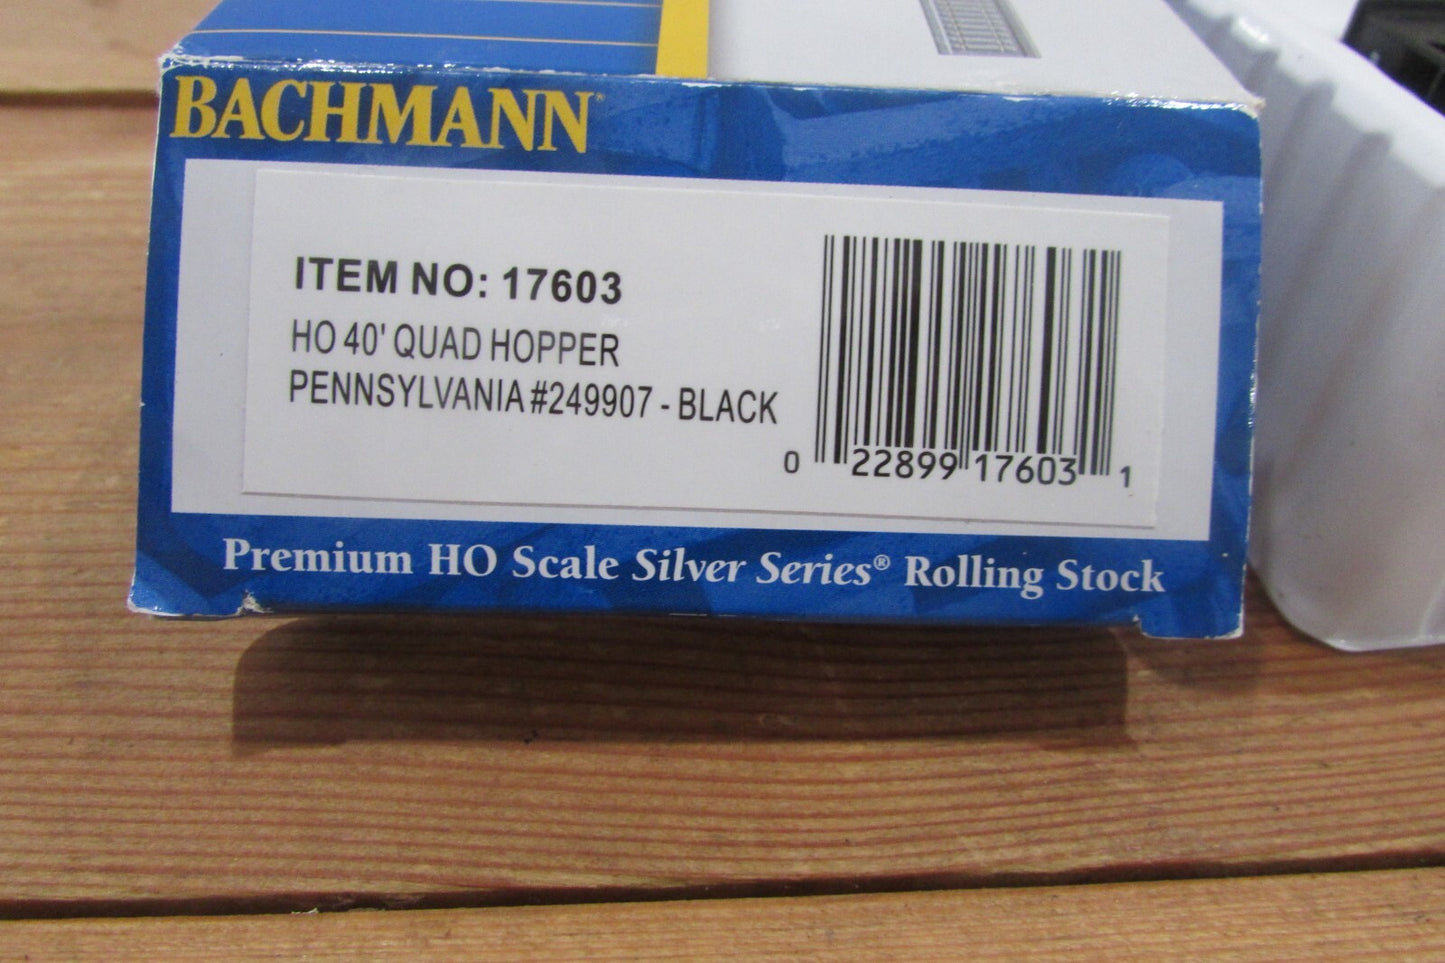 BACHMANN
ITEM NO: 17603
HO 40' QUAD HOPPER
PENNSYLVANIA #249907 - BLACK
0 22899 17603 1
Premium HO Scale Silver Series® Rolling Stock